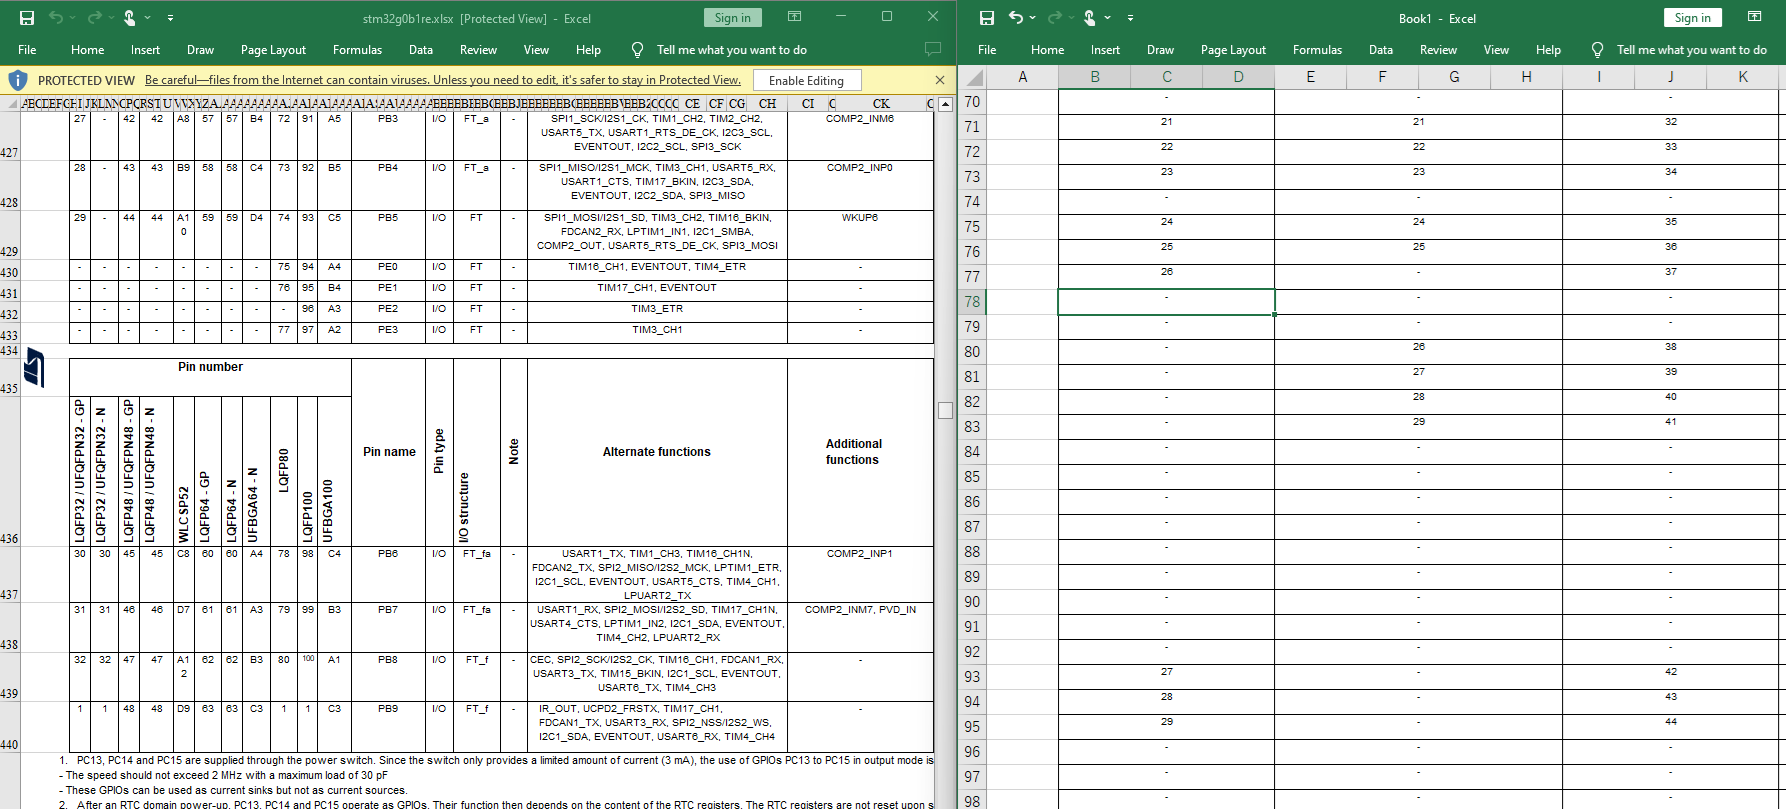 stm32g0b1re.xlsx [Protected View] - Excel
Sign in
File Home Insert Draw Page Layout Formulas Data Review View Help Tell me what you want to do
PROTECTED VIEW Be careful—files from the Internet can contain viruses. Unless you need to edit, it's safer to stay in Protected View. Enable Editing
CE CF CG CH CI CK
27 - 42 42 A8 57 57 B4 72 91 A5 PB3 I/O FT_a - SPI1_SCK/I2S1_CK, TIM1_CH2, TIM2_CH2, COMP2_INM6
USART5_TX, USART1_RTS_DE_CK, I2C3_SCL,
427 EVENTOUT, I2C2_SCL, SPI3_SCK
28 - 43 43 B9 58 58 C4 73 92 B5 PB4 I/O FT_a - SPI1_MISO/I2S1_MCK, TIM3_CH1, USART5_RX, COMP2_INP0
USART1_CTS, TIM17_BKIN, I2C3_SDA,
428 EVENTOUT, I2C2_SDA, SPI3_MISO
29 - 44 44 A1 59 59 D4 74 93 C5 PB5 I/O FT - SPI1_MOSI/I2S1_SD, TIM3_CH2, TIM16_BKIN, WKUP6
0 FDCAN2_RX, LPTIM1_IN1, I2C1_SMBA,
429 COMP2_OUT, USART5_RTS_DE_CK, SPI3_MOSI
430 - - - - - - - - 75 94 A4 PE0 I/O FT - TIM16_CH1, EVENTOUT, TIM4_ETR -
431 - - - - - - - - 76 95 B4 PE1 I/O FT - TIM17_CH1, EVENTOUT -
432 - - - - - - - - - 96 A3 PE2 I/O FT - TIM3_ETR -
433 - - - - - - - - 77 97 A2 PE3 I/O FT - TIM3_CH1 -
434
435 Pin number
436 LQFP32 / UFQFPN32 - GP
LQFP32 / UFQFPN32 - N
LQFP48 / UFQFPN48 - GP
LQFP48 / UFQFPN48 - N
WLCSP52
LQFP64 - GP
LQFP64 - N
UFBGA64 - N
LQFP80
LQFP100
UFBGA100
Pin name
Pin type
I/O structure
Note
Alternate functions
Additional
functions
30 30 45 45 C8 60 60 A4 78 98 C4 PB6 I/O FT_fa - USART1_TX, TIM1_CH3, TIM16_CH1N, COMP2_INP1
FDCAN2_TX, SPI2_MISO/I2S2_MCK, LPTIM1_ETR,
I2C1_SCL, EVENTOUT, USART5_CTS, TIM4_CH1,
437 LPUART2_TX
31 31 46 46 D7 61 61 A3 79 99 B3 PB7 I/O FT_fa - USART1_RX, SPI2_MOSI/I2S2_SD, TIM17_CH1N, COMP2_INM7, PVD_IN
USART4_CTS, LPTIM1_IN2, I2C1_SDA, EVENTOUT,
438 TIM4_CH2, LPUART2_RX
32 32 47 47 A1 62 62 B3 80 100 A1 PB8 I/O FT_f - CEC, SPI2_SCK/I2S2_CK, TIM16_CH1, FDCAN1_RX, -
2 USART3_TX, TIM15_BKIN, I2C1_SCL, EVENTOUT,
439 USART6_TX, TIM4_CH3
1 1 48 48 D9 63 63 C3 1 1 C3 PB9 I/O FT_f - IR_OUT, UCPD2_FRSTX, TIM17_CH1, -
FDCAN1_TX, USART3_RX, SPI2_NSS/I2S2_WS,
440 I2C1_SDA, EVENTOUT, USART6_RX, TIM4_CH4
1. PC13, PC14 and PC15 are supplied through the power switch. Since the switch only provides a limited amount of current (3 mA), the use of GPIOs PC13 to PC15 in output mode is
- The speed should not exceed 2 MHz with a maximum load of 30 pF
- These GPIOs can be used as current sinks but not as current sources.
2. After an RTC domain power-up, PC13, PC14 and PC15 operate as GPIOs. Their function then depends on the content of the RTC registers. The RTC registers are not reset upon s
Book1 - Excel
Sign in
File Home Insert Draw Page Layout Formulas Data Review View Help Tell me what you want to do
A B C D E F G H I J K
70 - - -
71 21 21 32
72 22 22 33
73 23 23 34
74 - - -
75 24 24 35
76 25 25 36
77 26 - 37
78 - - -
79 - - -
80 - 26 38
81 - 27 39
82 - 28 40
83 - 29 41
84 - - -
85 - - -
86 - - -
87 - - -
88 - - -
89 - - -
90 - - -
91 - - -
92 - - -
93 27 - 42
94 28 - 43
95 29 - 44
96 - - -
97 - - -
98 - - -